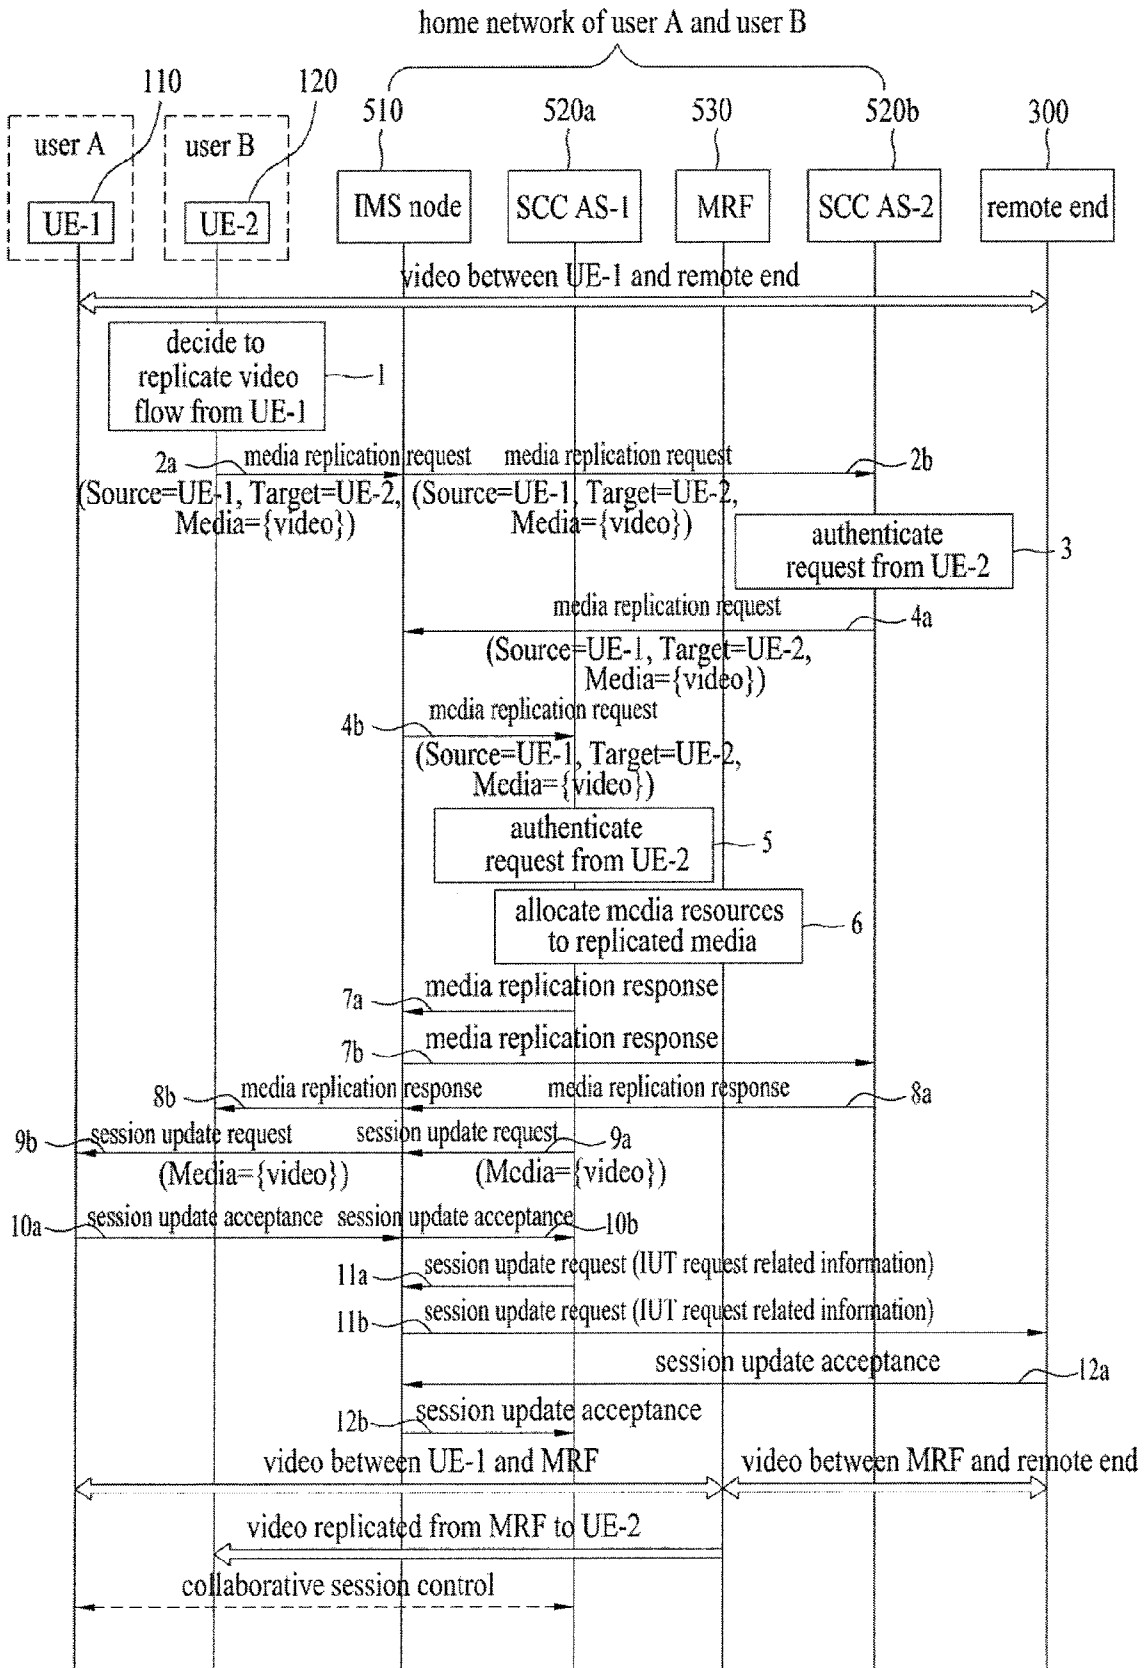 home network of user A and user B
110
120
510
520a
530
520b
300
user A
user B
UE-1
UE-2
IMS node
SCC AS-1
MRF
SCC AS-2
remote end
video between UE-1 and remote end
decide to
replicate video
flow from UE-1
1
2a
media replication request
media replication request
2b
(Source=UE-1, Target=UE-2,
Media={video})
(Source=UE-1, Target=UE-2,
Media={video})
authenticate
request from UE-2
3
media replication request
4a
(Source=UE-1, Target=UE-2,
Media={video})
media replication request
4b
(Source=UE-1, Target=UE-2,
Media={video})
authenticate
request from UE-2
5
allocate media resources
to replicated media
6
media replication response
7a
media replication response
7b
8b
media replication response
media replication response
8a
9b
session update request
session update request
9a
(Media={video})
(Media={video})
10a
session update acceptance
session update acceptance
10b
session update request (IUT request related information)
11a
session update request (IUT request related information)
11b
session update acceptance
12a
session update acceptance
12b
video between UE-1 and MRF
video between MRF and remote end
video replicated from MRF to UE-2
collaborative session control